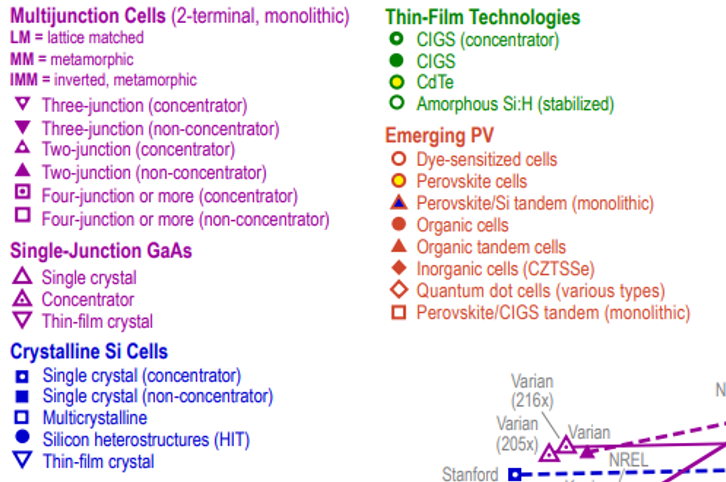 Multijunction Cells (2-terminal, monolithic)
LM = lattice matched
MM = metamorphic
IMM = inverted, metamorphic
Three-junction (concentrator)
Three-junction (non-concentrator)
Two-junction (concentrator)
Two-junction (non-concentrator)
Four-junction or more (concentrator)
Four-junction or more (non-concentrator)
Single-Junction GaAs
Single crystal
Concentrator
Thin-film crystal
Crystalline Si Cells
Single crystal (concentrator)
Single crystal (non-concentrator)
Multicrystalline
Silicon heterostructures (HIT)
Thin-film crystal
Thin-Film Technologies
CIGS (concentrator)
CIGS
CdTe
Amorphous Si:H (stabilized)
Emerging PV
Dye-sensitized cells
Perovskite cells
Perovskite/Si tandem (monolithic)
Organic cells
Organic tandem cells
Inorganic cells (CZTSSe)
Quantum dot cells (various types)
Perovskite/CIGS tandem (monolithic)
Varian
(216x)
Varian
(205x)
Varian
NREL
Stanford
N